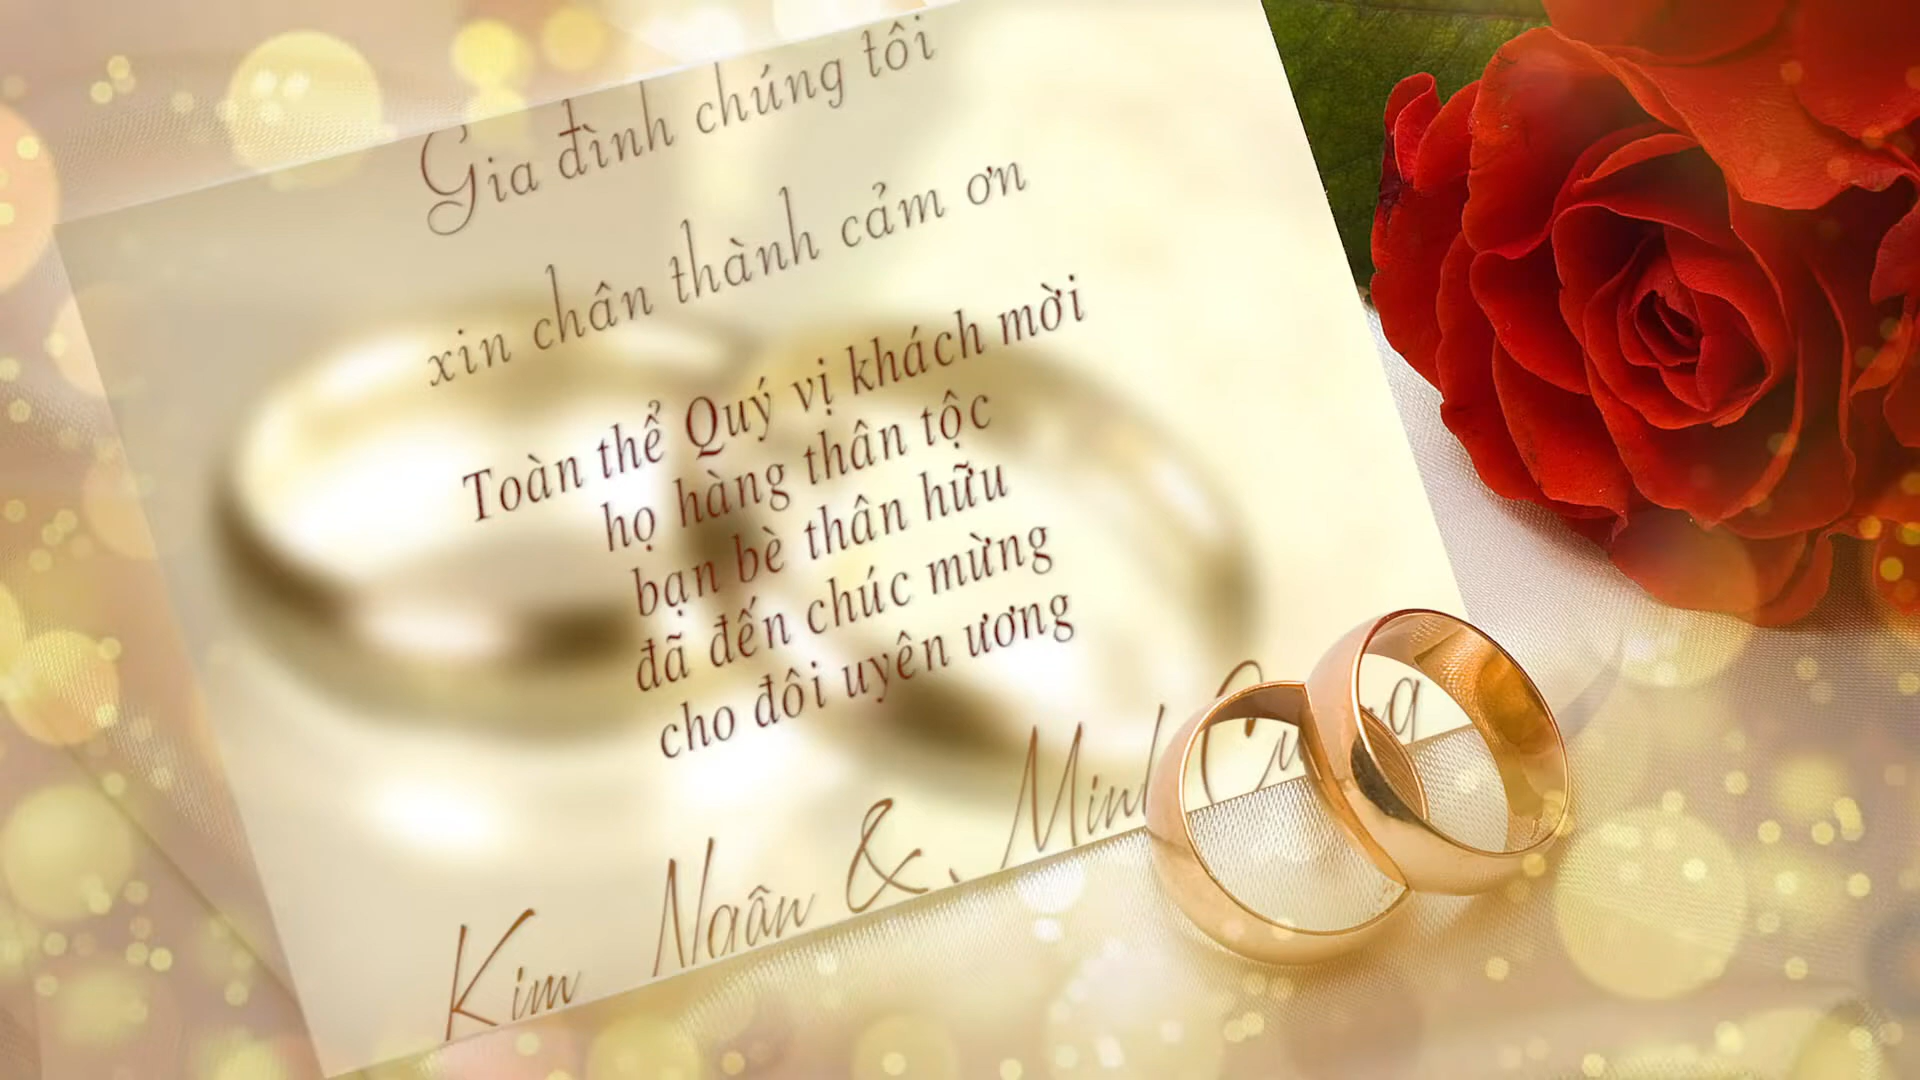 Gia đình chúng tôi
xin chân thành cảm ơn
Toàn thể Quý vị khách mời
họ hàng thân tộc
bạn bè thân hữu
đã đến chúc mừng
cho đôi uyên ương
Kim Ngân & Minh